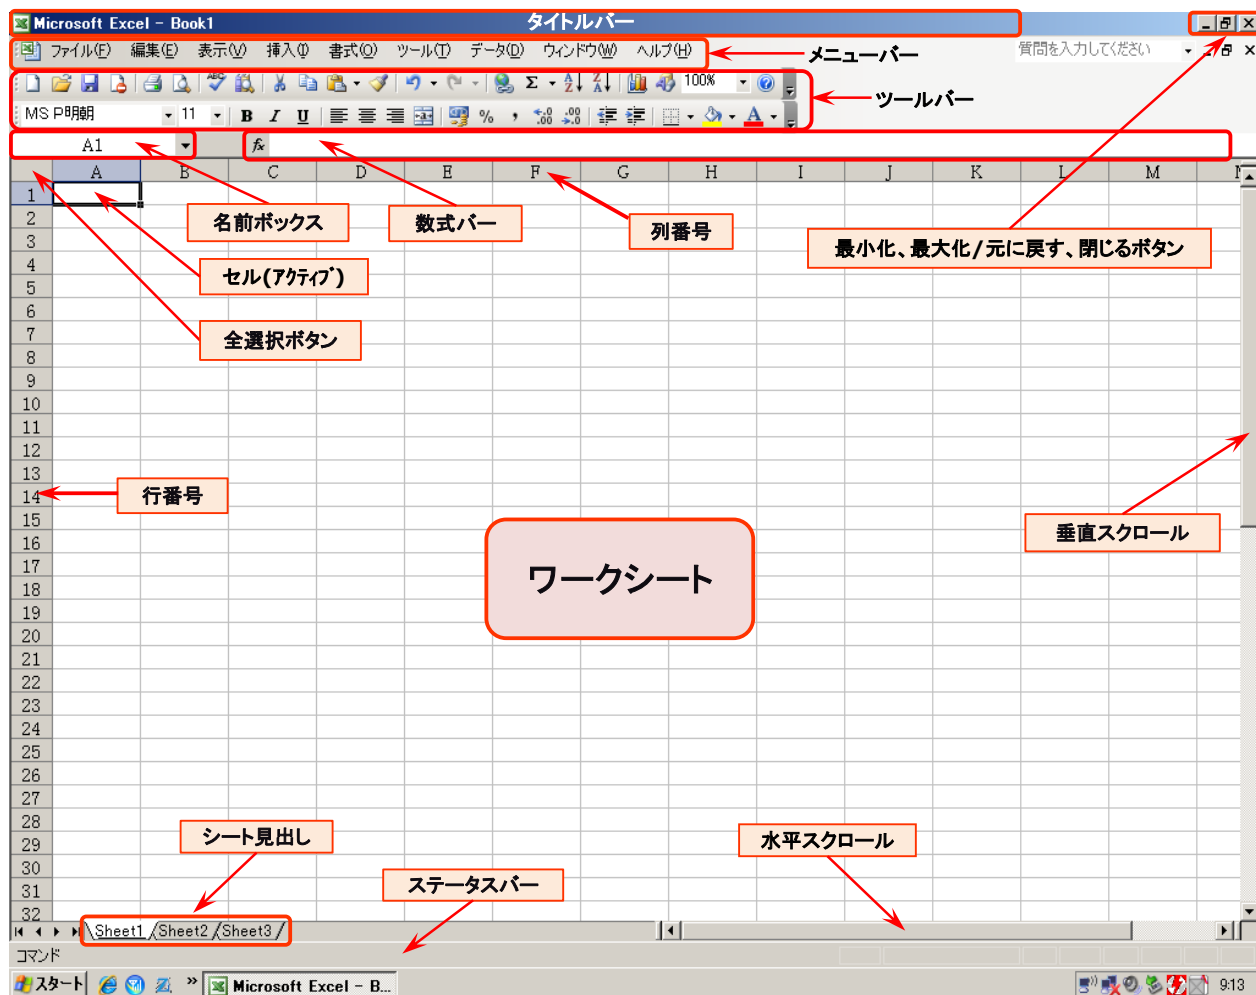 Microsoft Excel - Book1 タイトルバー
ファイル(F) 編集(E) 表示(V) 挿入(I) 書式(O) ツール(T) データ(D) ウィンドウ(W) ヘルプ(H) メニューバー 質問を入力してください
100%
ツールバー
MS P明朝 11 B I U % , .00 A
A1 fx
A B C D E F G H I J K L M
1
名前ボックス 数式バー 列番号
2
3
最小化、最大化/元に戻す、閉じるボタン
4
セル(アクティブ)
5
6
7
全選択ボタン
8
9
10
11
12
13
14
行番号
15
垂直スクロール
16
17
ワークシート
18
19
20
21
22
23
24
25
26
27
28
シート見出し 水平スクロール
29
30
31
ステータスバー
32
Sheet1 Sheet2 Sheet3
コマンド
スタート » Microsoft Excel - B... 9:13